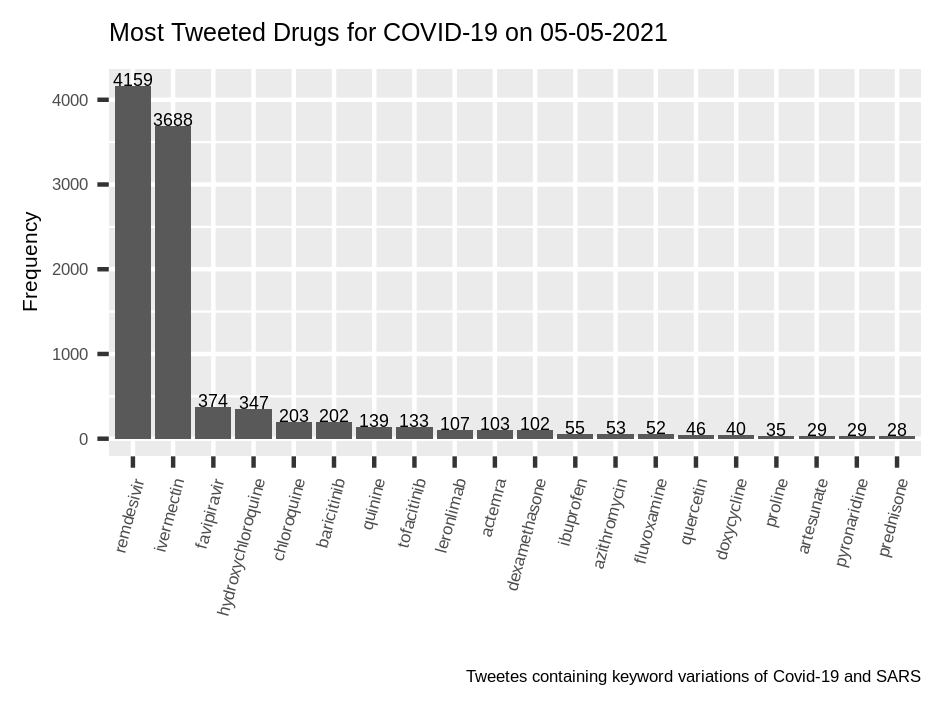 Most Tweeted Drugs for COVID-19 on 05-05-2021
Frequency
4000
3000
2000
1000
0
4159
3688
374
347
203
202
139
133
107
103
102
55
53
52
46
40
35
29
29
28
remdesivir
ivermectin
favipiravir
hydroxychloroquine
chloroquine
baricitinib
quinine
tofacitinib
leronlimab
actemra
dexamethasone
ibuprofen
azithromycin
fluvoxamine
quercetin
doxycycline
proline
artesunate
pyronaridine
prednisone
Tweetes containing keyword variations of Covid-19 and SARS